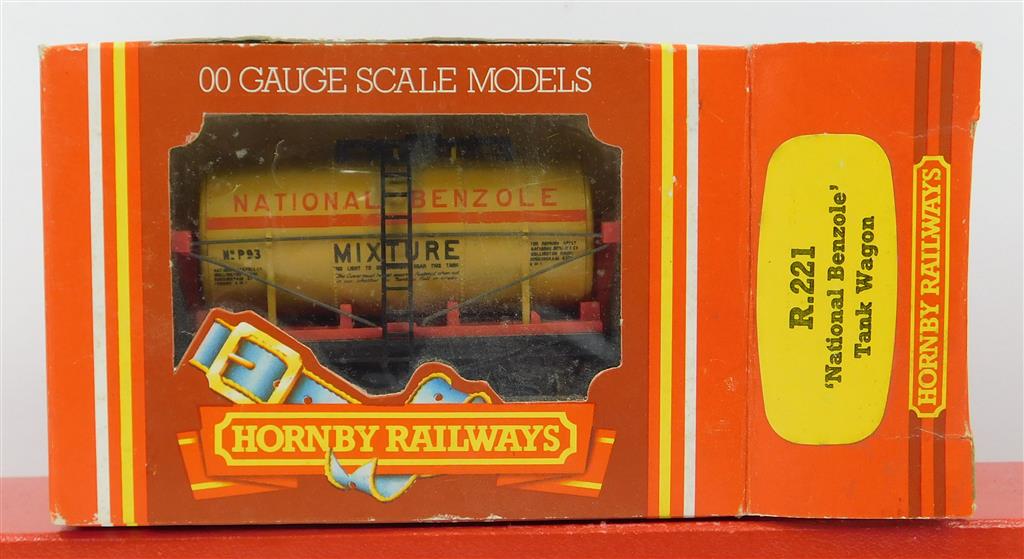 00 GAUGE SCALE MODELS
NATIONAL BENZOLE
MIXTURE
No P93
HORNBY RAILWAYS
R.221
'National Benzole'
Tank Wagon
HORNBY RAILWAYS